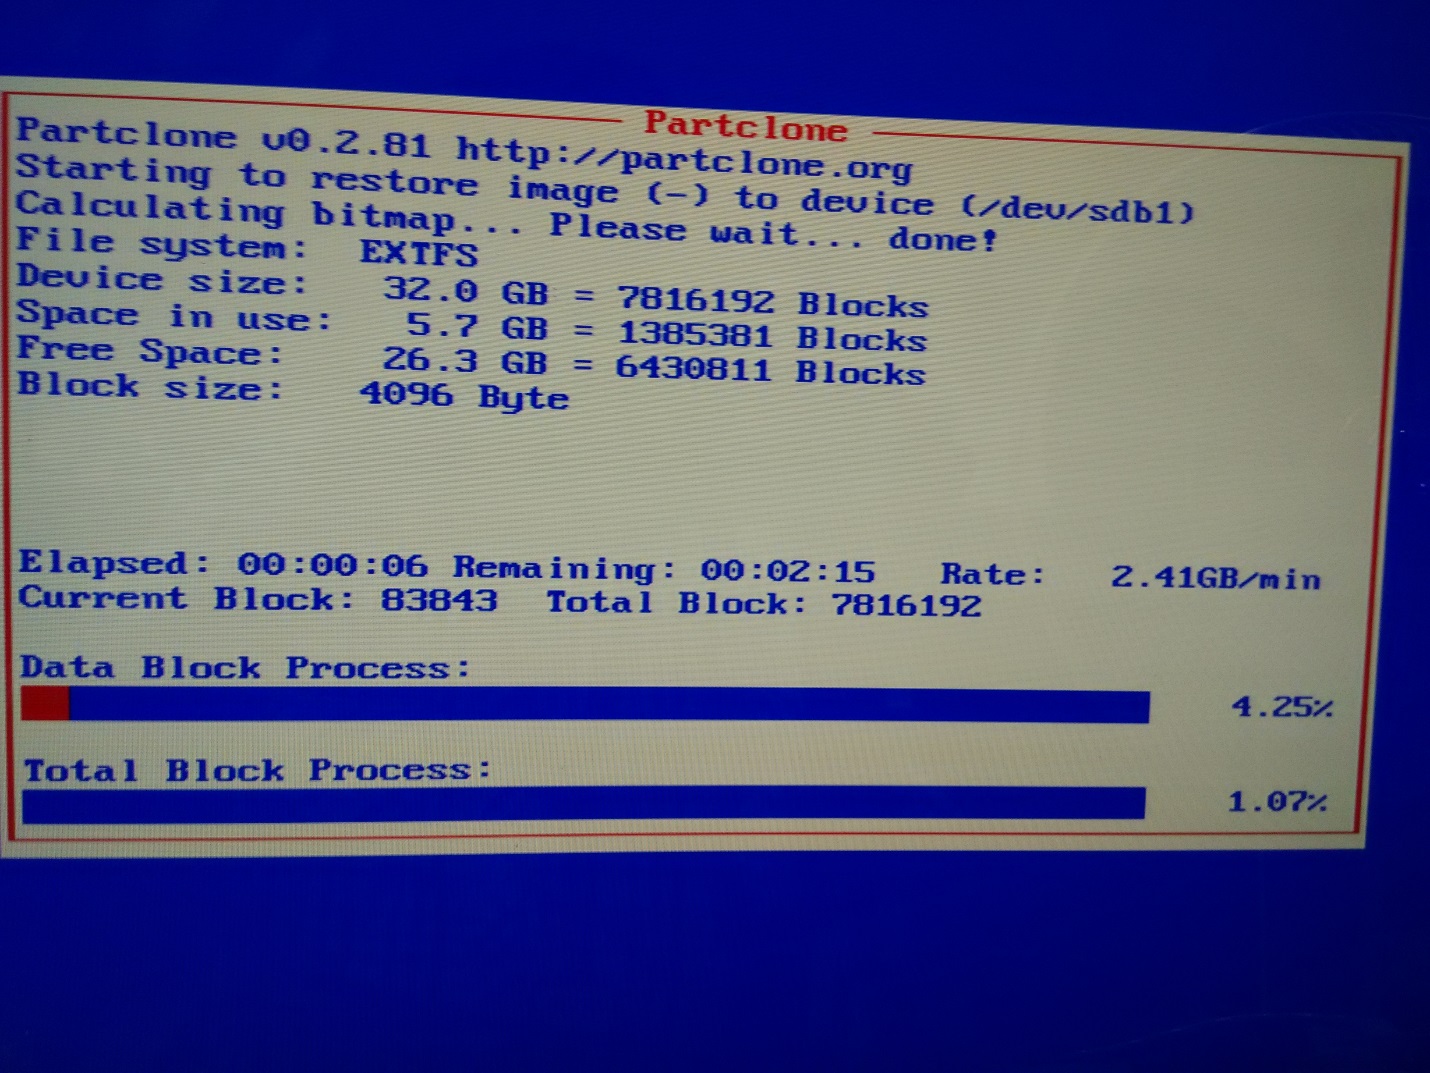 Partclone
Partclone v0.2.81 http://partclone.org
Starting to restore image (-) to device (/dev/sdb1)
Calculating bitmap... Please wait... done!
File system: EXTFS
Device size: 32.0 GB = 7816192 Blocks
Space in use: 5.7 GB = 1385381 Blocks
Free Space: 26.3 GB = 6430811 Blocks
Block size: 4096 Byte
Elapsed: 00:00:06 Remaining: 00:02:15 Rate: 2.41GB/min
Current Block: 83843 Total Block: 7816192
Data Block Process:
4.25%
Total Block Process:
1.07%